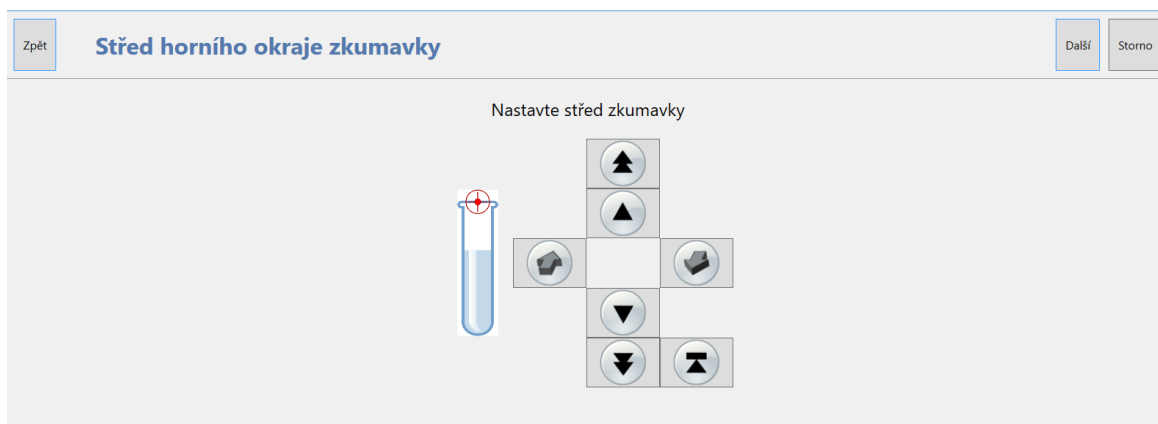 Zpět
Střed horního okraje zkumavky
Další
Storno
Nastavte střed zkumavky